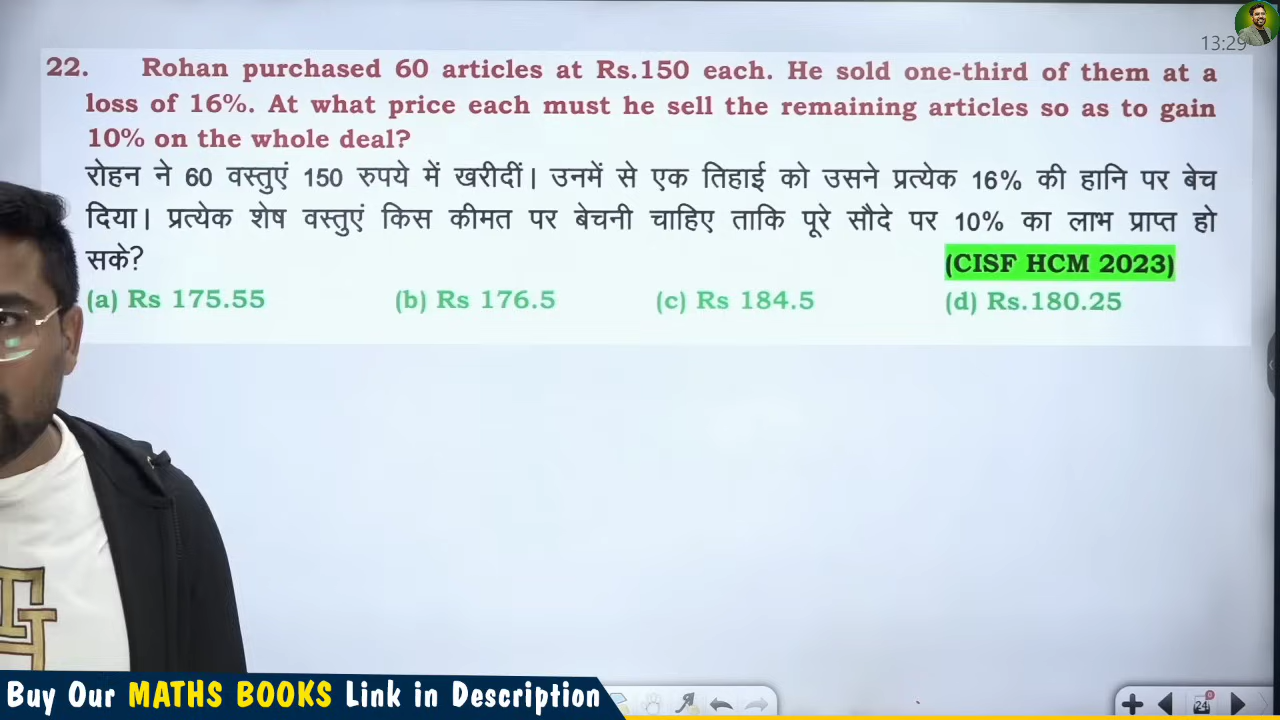 13:29
22. Rohan purchased 60 articles at Rs.150 each. He sold one-third of them at a
loss of 16%. At what price each must he sell the remaining articles so as to gain
10% on the whole deal?
रोहन ने 60 वस्तुएं 150 रुपये में खरीदीं। उनमें से एक तिहाई को उसने प्रत्येक 16% की हानि पर बेच
दिया। प्रत्येक शेष वस्तुएं किस कीमत पर बेचनी चाहिए ताकि पूरे सौदे पर 10% का लाभ प्राप्त हो
सके?
(CISF HCM 2023)
(a) Rs 175.55 (b) Rs 176.5 (c) Rs 184.5 (d) Rs.180.25
Buy Our MATHS BOOKS Link in Description
24